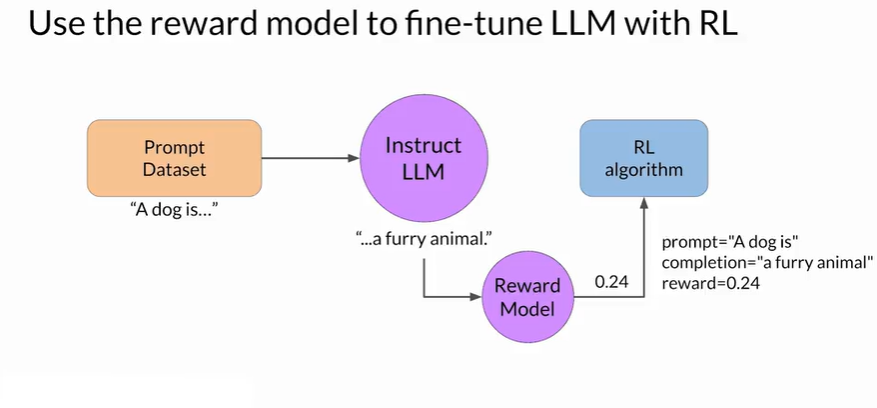 Use the reward model to fine-tune LLM with RL
Prompt
Dataset
"A dog is..."
Instruct
LLM
"...a furry animal."
RL
algorithm
Reward
Model
0.24
prompt="A dog is"
completion="a furry animal"
reward=0.24